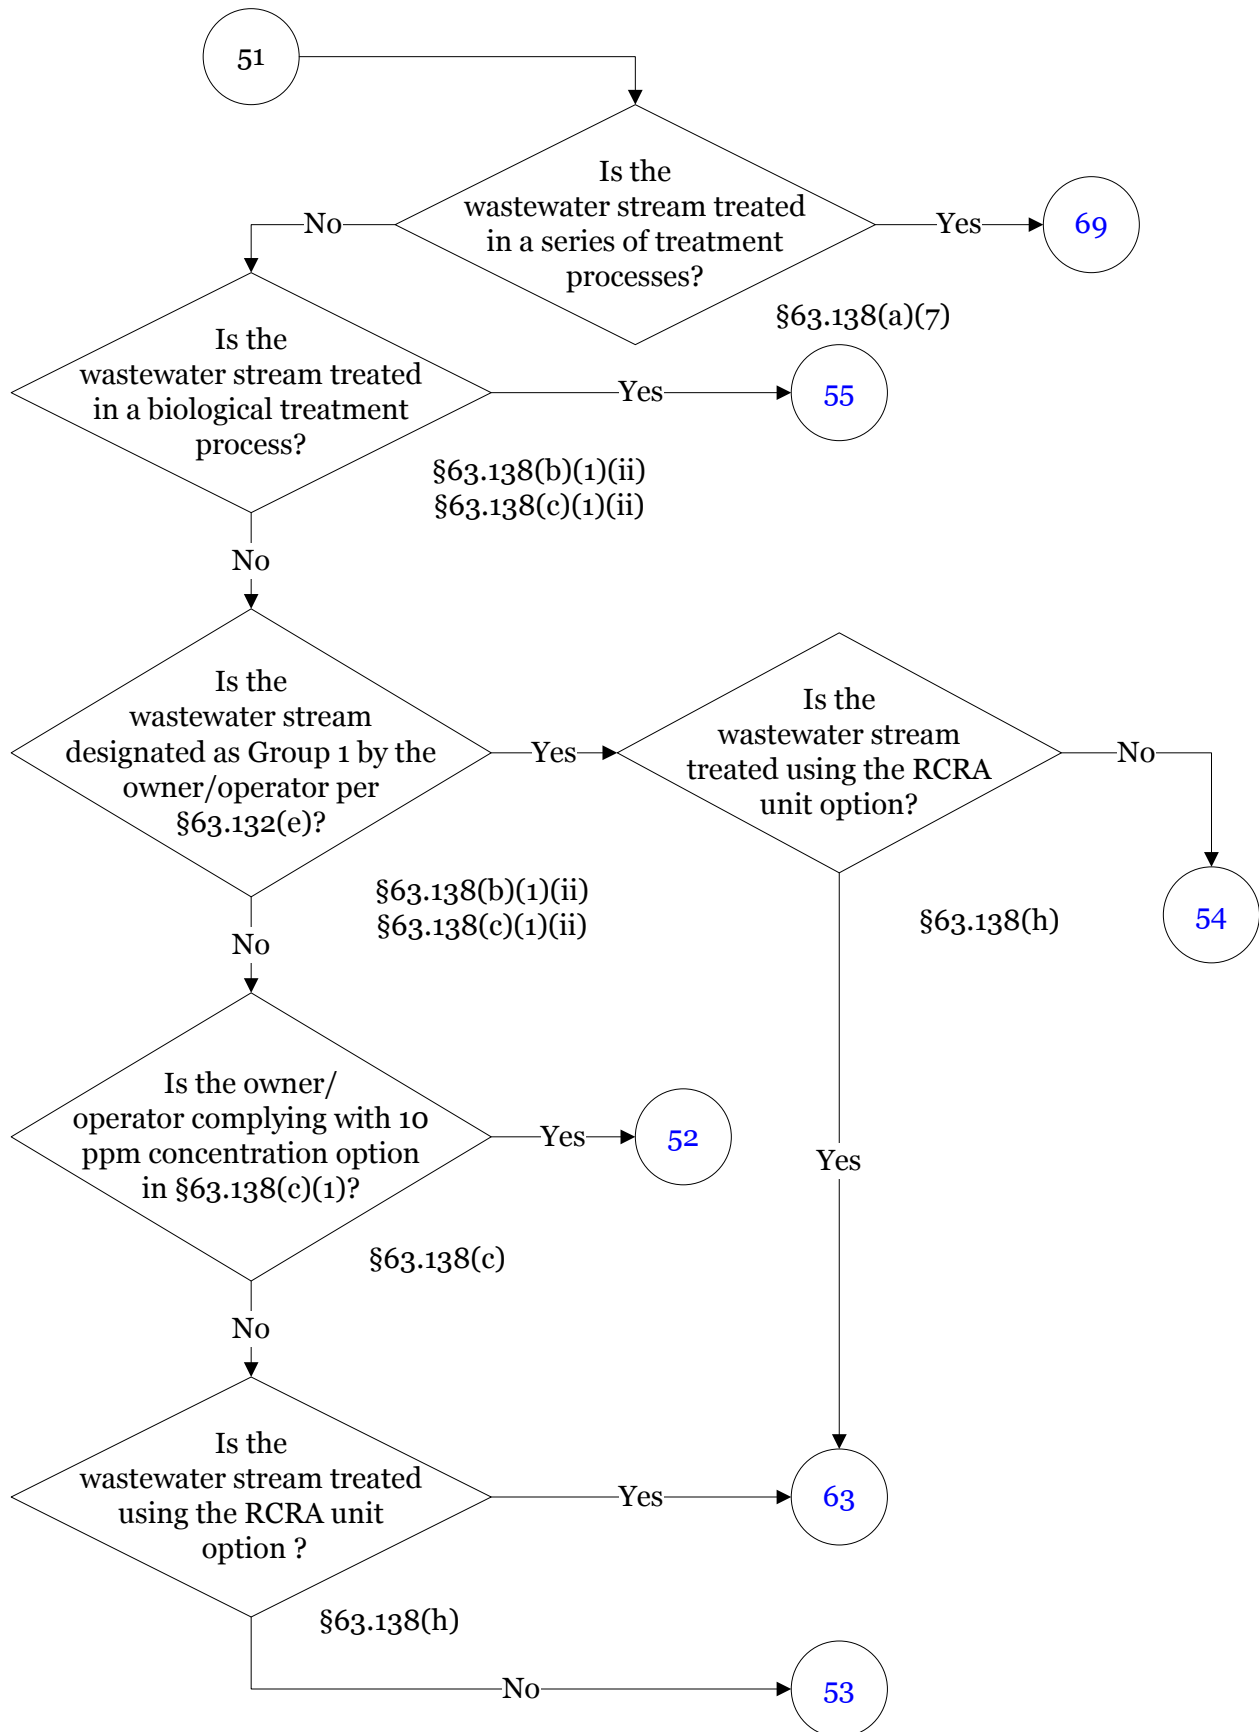 51
Is the
wastewater stream treated
in a series of treatment
processes?
No
Yes
69
§63.138(a)(7)
Is the
wastewater stream treated
in a biological treatment
process?
Yes
55
§63.138(b)(1)(ii)
§63.138(c)(1)(ii)
No
Is the
wastewater stream
designated as Group 1 by the
owner/operator per
§63.132(e)?
Yes
Is the
wastewater stream
treated using the RCRA
unit option?
No
54
§63.138(b)(1)(ii)
§63.138(c)(1)(ii)
§63.138(h)
No
Is the owner/
operator complying with 10
ppm concentration option
in §63.138(c)(1)?
Yes
52
Yes
§63.138(c)
No
Is the
wastewater stream treated
using the RCRA unit
option ?
Yes
63
§63.138(h)
No
53